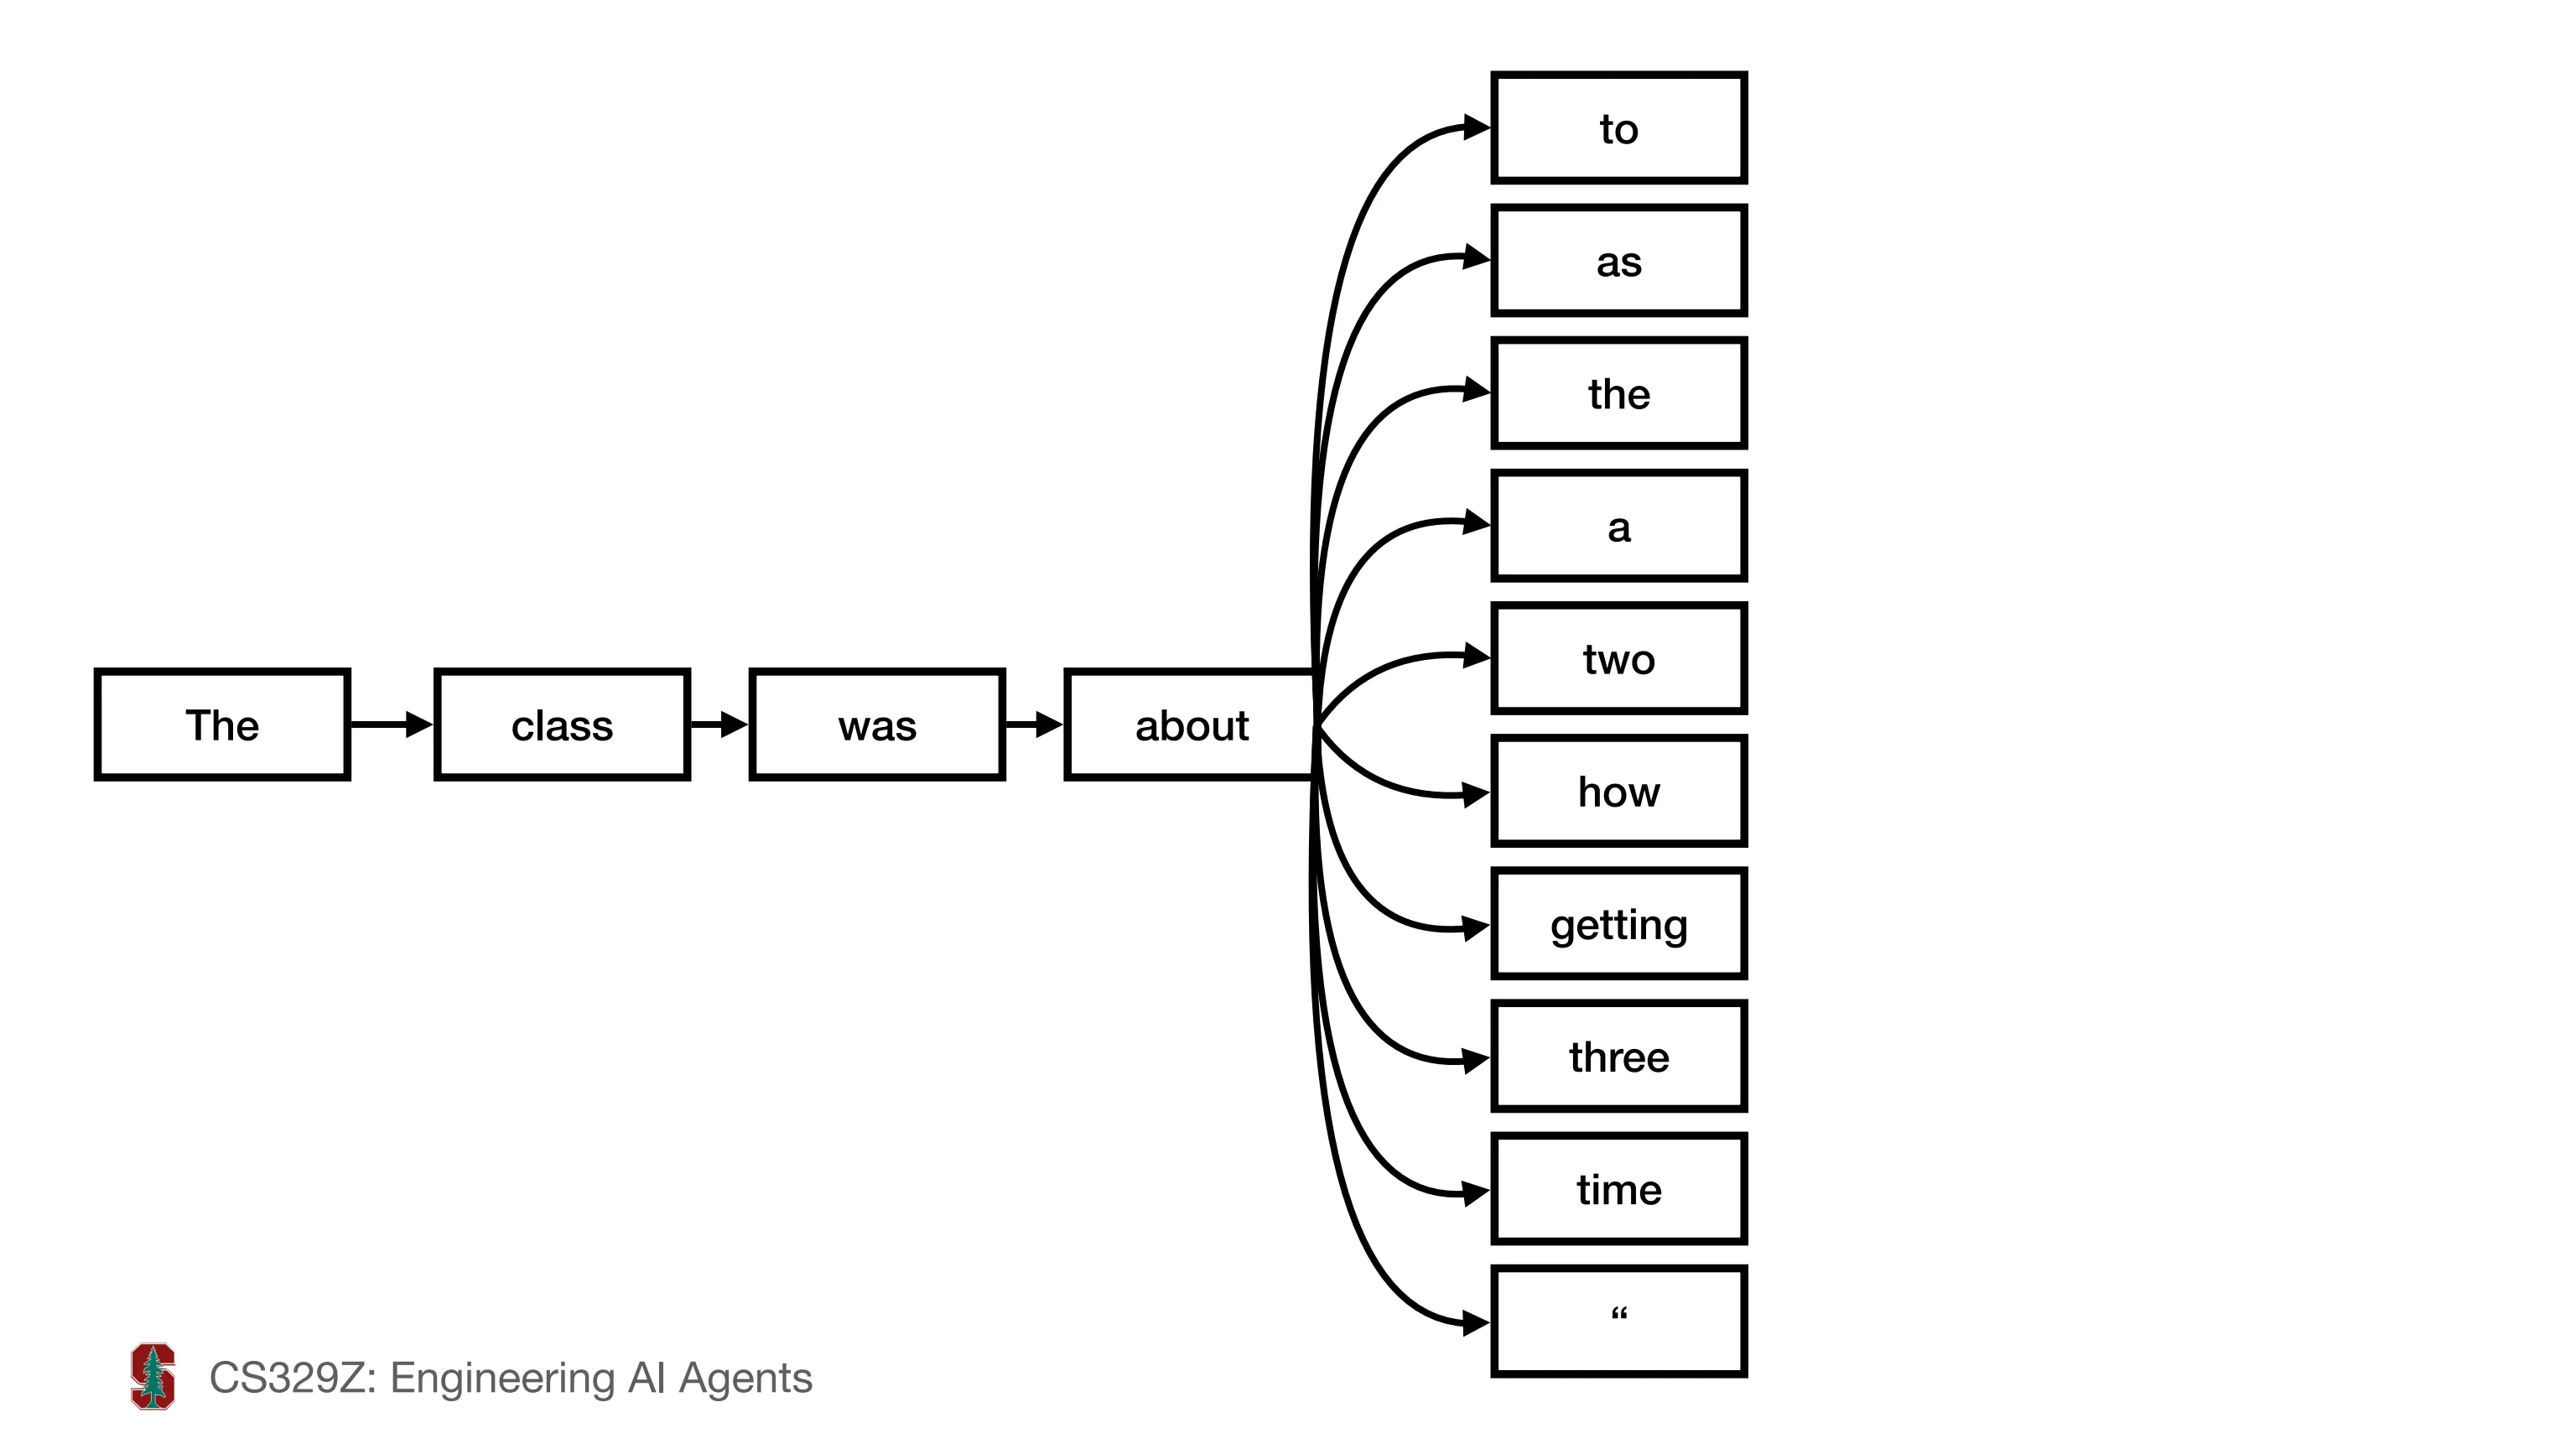 to
as
the
a
two
The class was about
how
getting
three
time
“
CS329Z: Engineering AI Agents